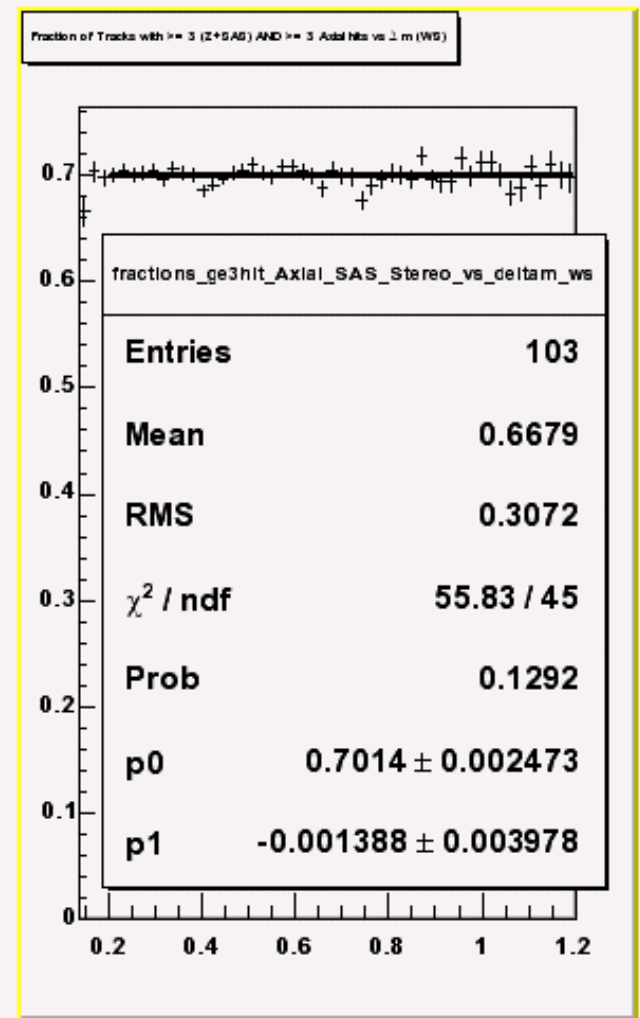 Fraction of Tracks with >= 3 (Z+SAS) AND >= 3 Axial hits vs Δ m (WS)
0.7
0.6
fractions_ge3hit_Axial_SAS_Stereo_vs_deltam_ws
Entries 103
0.5
Mean 0.6679
0.4
RMS 0.3072
0.3
χ² / ndf 55.83 / 45
Prob 0.1292
0.2
p0 0.7014 ± 0.002473
0.1
p1 -0.001388 ± 0.003978
0
0.2 0.4 0.6 0.8 1 1.2